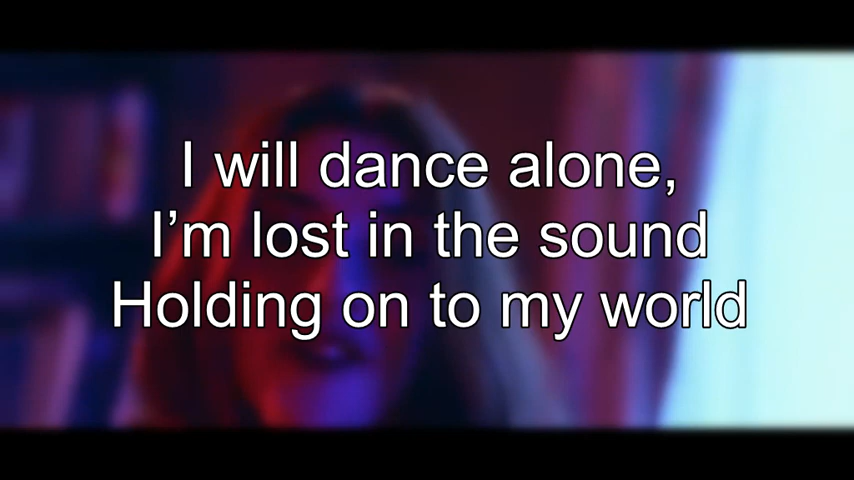 I will dance alone,
I’m lost in the sound
Holding on to my world